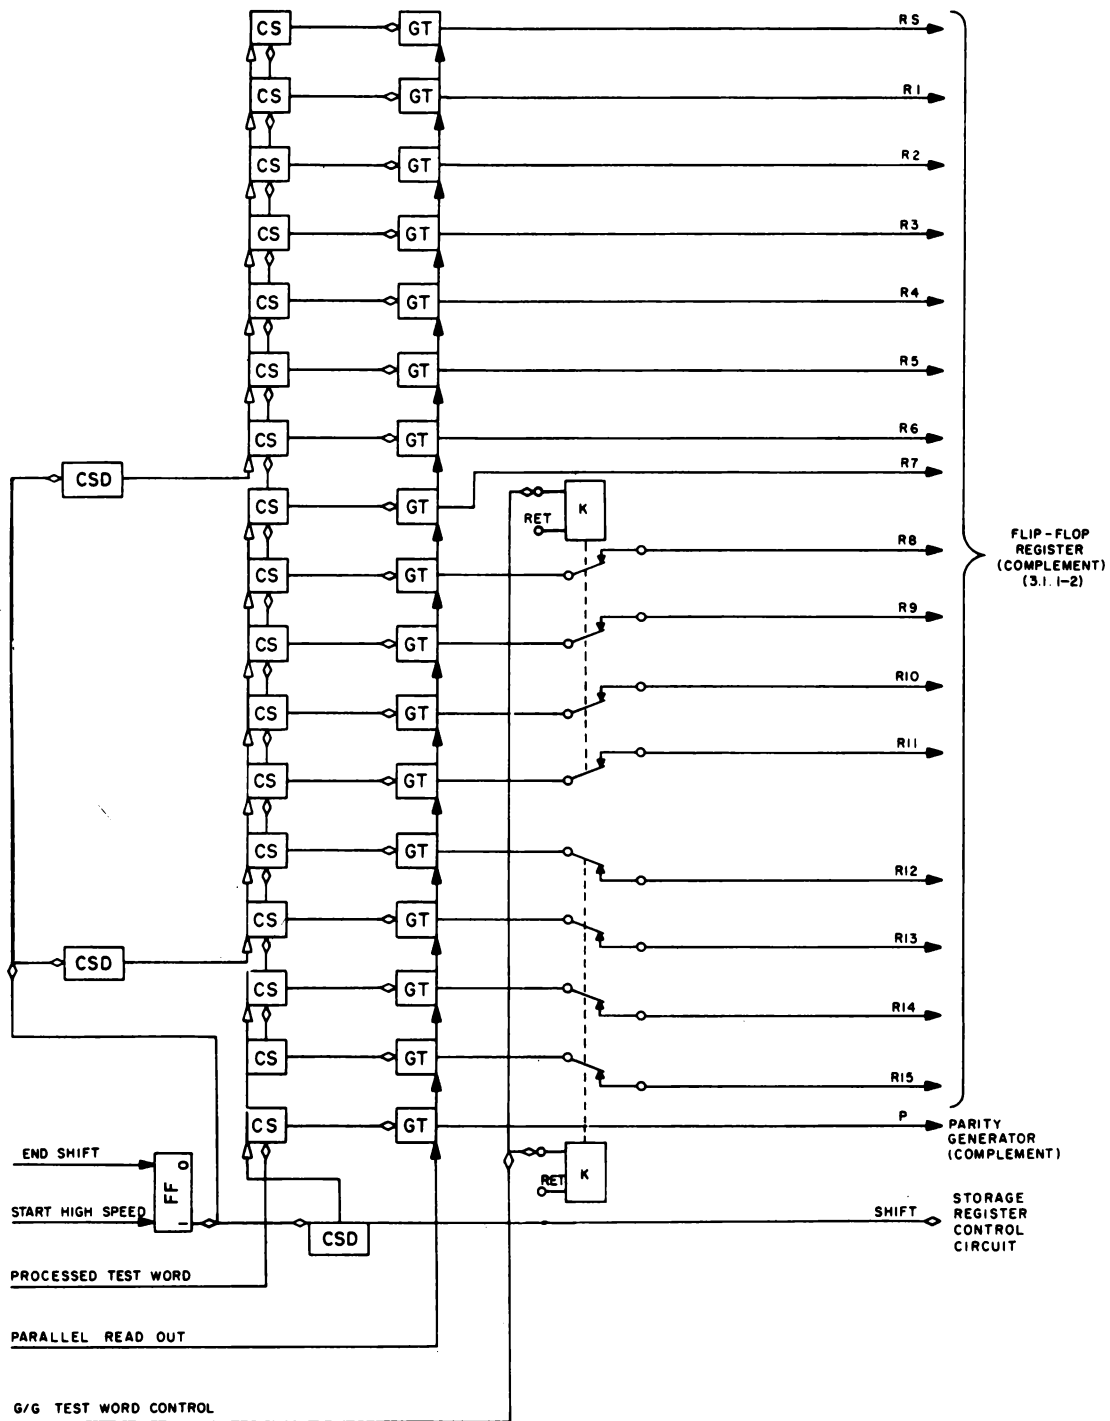 CS GT RS
CS GT R1
CS GT R2
CS GT R3
CS GT R4
CS GT R5
CS GT R6
R7
CSD
CS GT
K
RET
R8
CS GT
R9
CS GT
R10
CS GT
R11
CS GT
CS GT
R12
CS GT
R13
CSD
CS GT
R14
CS GT
R15
CS GT P
FLIP-FLOP
REGISTER
(COMPLEMENT)
(3.1.1-2)
PARITY
GENERATOR
(COMPLEMENT)
END SHIFT
FF 0 1
K
RET
START HIGH SPEED
CSD
SHIFT
STORAGE
REGISTER
CONTROL
CIRCUIT
PROCESSED TEST WORD
PARALLEL READ OUT
G/G TEST WORD CONTROL